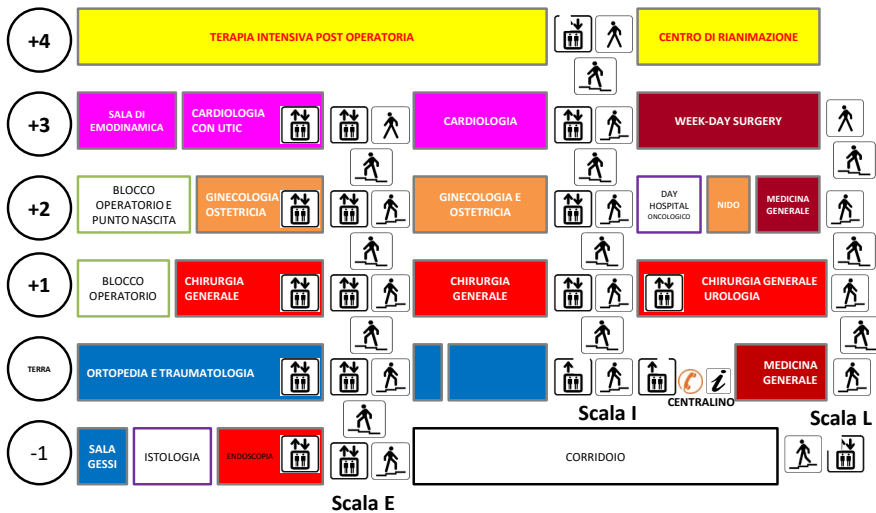 +4
TERAPIA INTENSIVA POST OPERATORIA
CENTRO DI RIANIMAZIONE
+3
SALA DI
EMODINAMICA
CARDIOLOGIA
CON UTIC
CARDIOLOGIA
WEEK-DAY SURGERY
+2
BLOCCO
OPERATORIO E
PUNTO NASCITA
GINECOLOGIA
OSTETRICIA
GINECOLOGIA E
OSTETRICIA
DAY
HOSPITAL
ONCOLOGICO
NIDO
MEDICINA
GENERALE
+1
BLOCCO
OPERATORIO
CHIRURGIA
GENERALE
CHIRURGIA
GENERALE
CHIRURGIA GENERALE
UROLOGIA
TERRA
ORTOPEDIA E TRAUMATOLOGIA
i
CENTRALINO
MEDICINA
GENERALE
Scala I
Scala L
-1
SALA
GESSI
ISTOLOGIA
ENDOSCOPIA
CORRIDOIO
Scala E